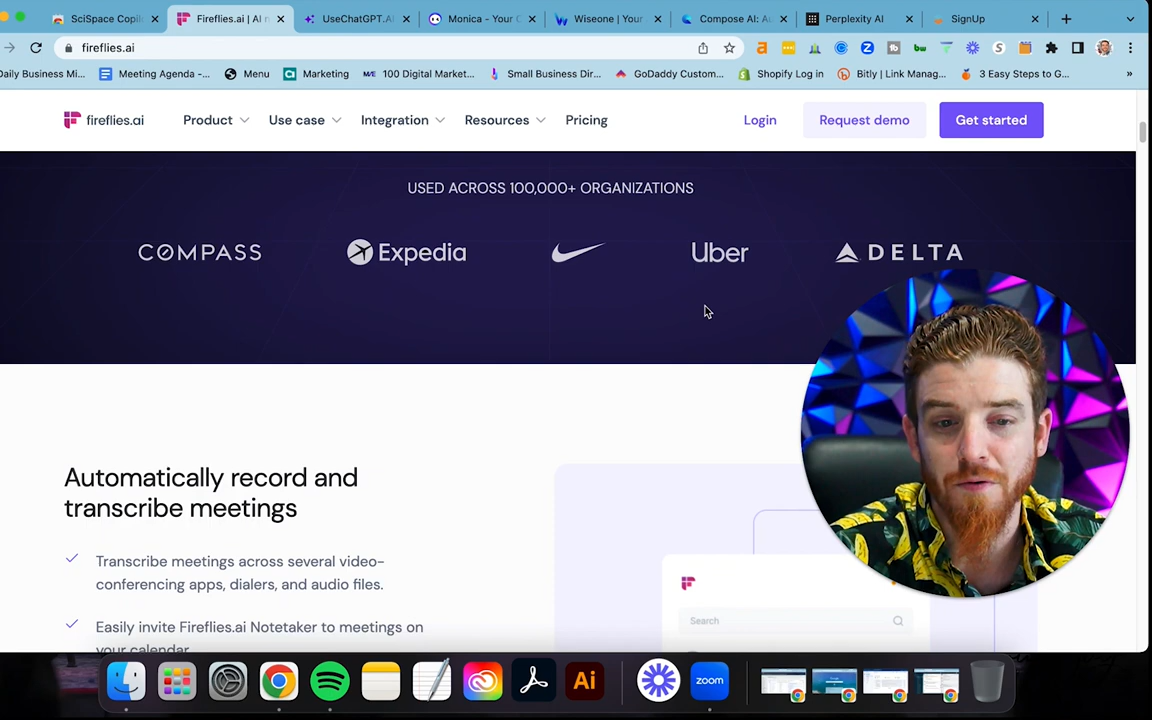 SciSpace Copil
Fireflies.ai | AI n
UseChatGPT.AI
Monica - Your C
Wiseone | Your
Compose AI: Au
Perplexity AI
SignUp
fireflies.ai
Daily Business Mi...
Meeting Agenda -...
Menu
Marketing
100 Digital Market...
Small Business Dir...
GoDaddy Custom...
Shopify Log in
Bitly | Link Manag...
3 Easy Steps to G...
»
fireflies.ai
Product
Use case
Integration
Resources
Pricing
Login
Request demo
Get started
USED ACROSS 100,000+ ORGANIZATIONS
COMPASS
Expedia
Uber
DELTA
Automatically record and
transcribe meetings
Transcribe meetings across several video-
conferencing apps, dialers, and audio files.
Easily invite Fireflies.ai Notetaker to meetings on
your calendar
Search
Ai
zoom